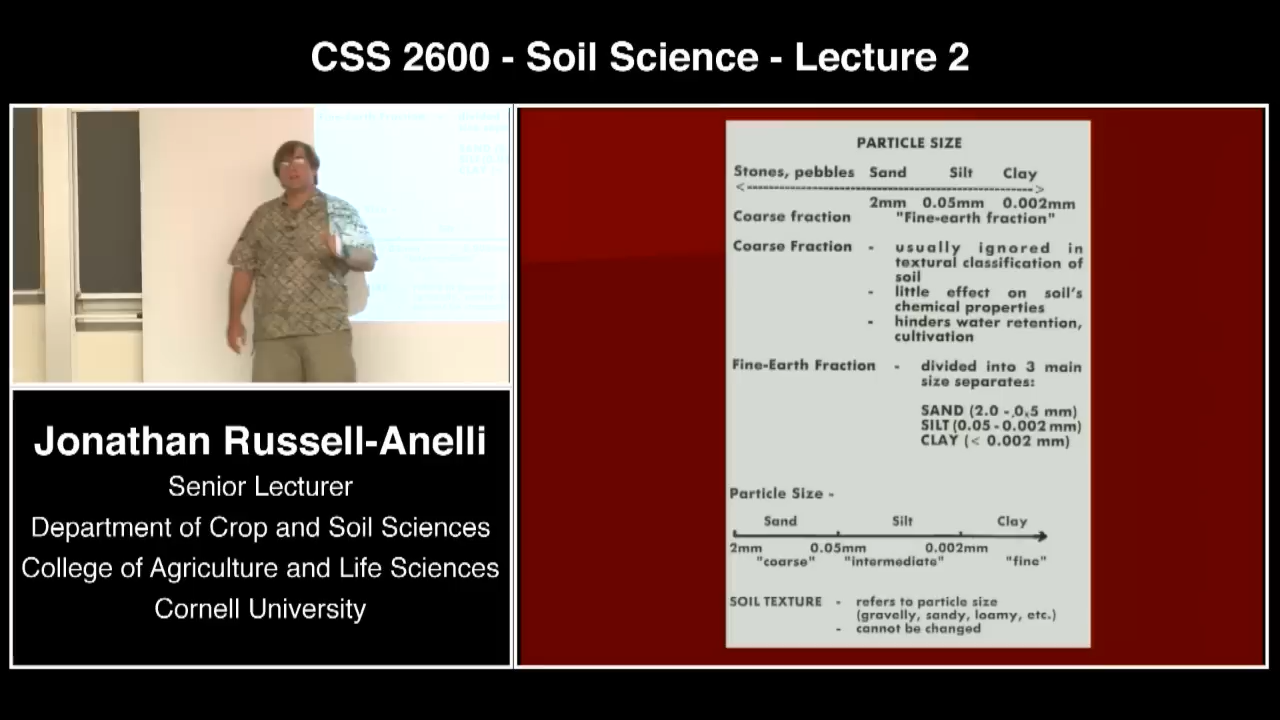 CSS 2600 - Soil Science - Lecture 2
Jonathan Russell-Anelli
Senior Lecturer
Department of Crop and Soil Sciences
College of Agriculture and Life Sciences
Cornell University
PARTICLE SIZE
Stones, pebbles Sand Silt Clay
2mm 0.05mm 0.002mm
Coarse fraction "Fine-earth fraction"
Coarse Fraction - usually ignored in
textural classification of
soil
- little effect on soil's
chemical properties
- hinders water retention,
cultivation
Fine-Earth Fraction - divided into 3 main
size separates:
SAND (2.0 - 0.5 mm)
SILT (0.05 - 0.002 mm)
CLAY (< 0.002 mm)
Particle Size -
Sand Silt Clay
2mm 0.05mm 0.002mm
"coarse" "intermediate" "fine"
SOIL TEXTURE - refers to particle size
(gravelly, sandy, loamy, etc.)
- cannot be changed